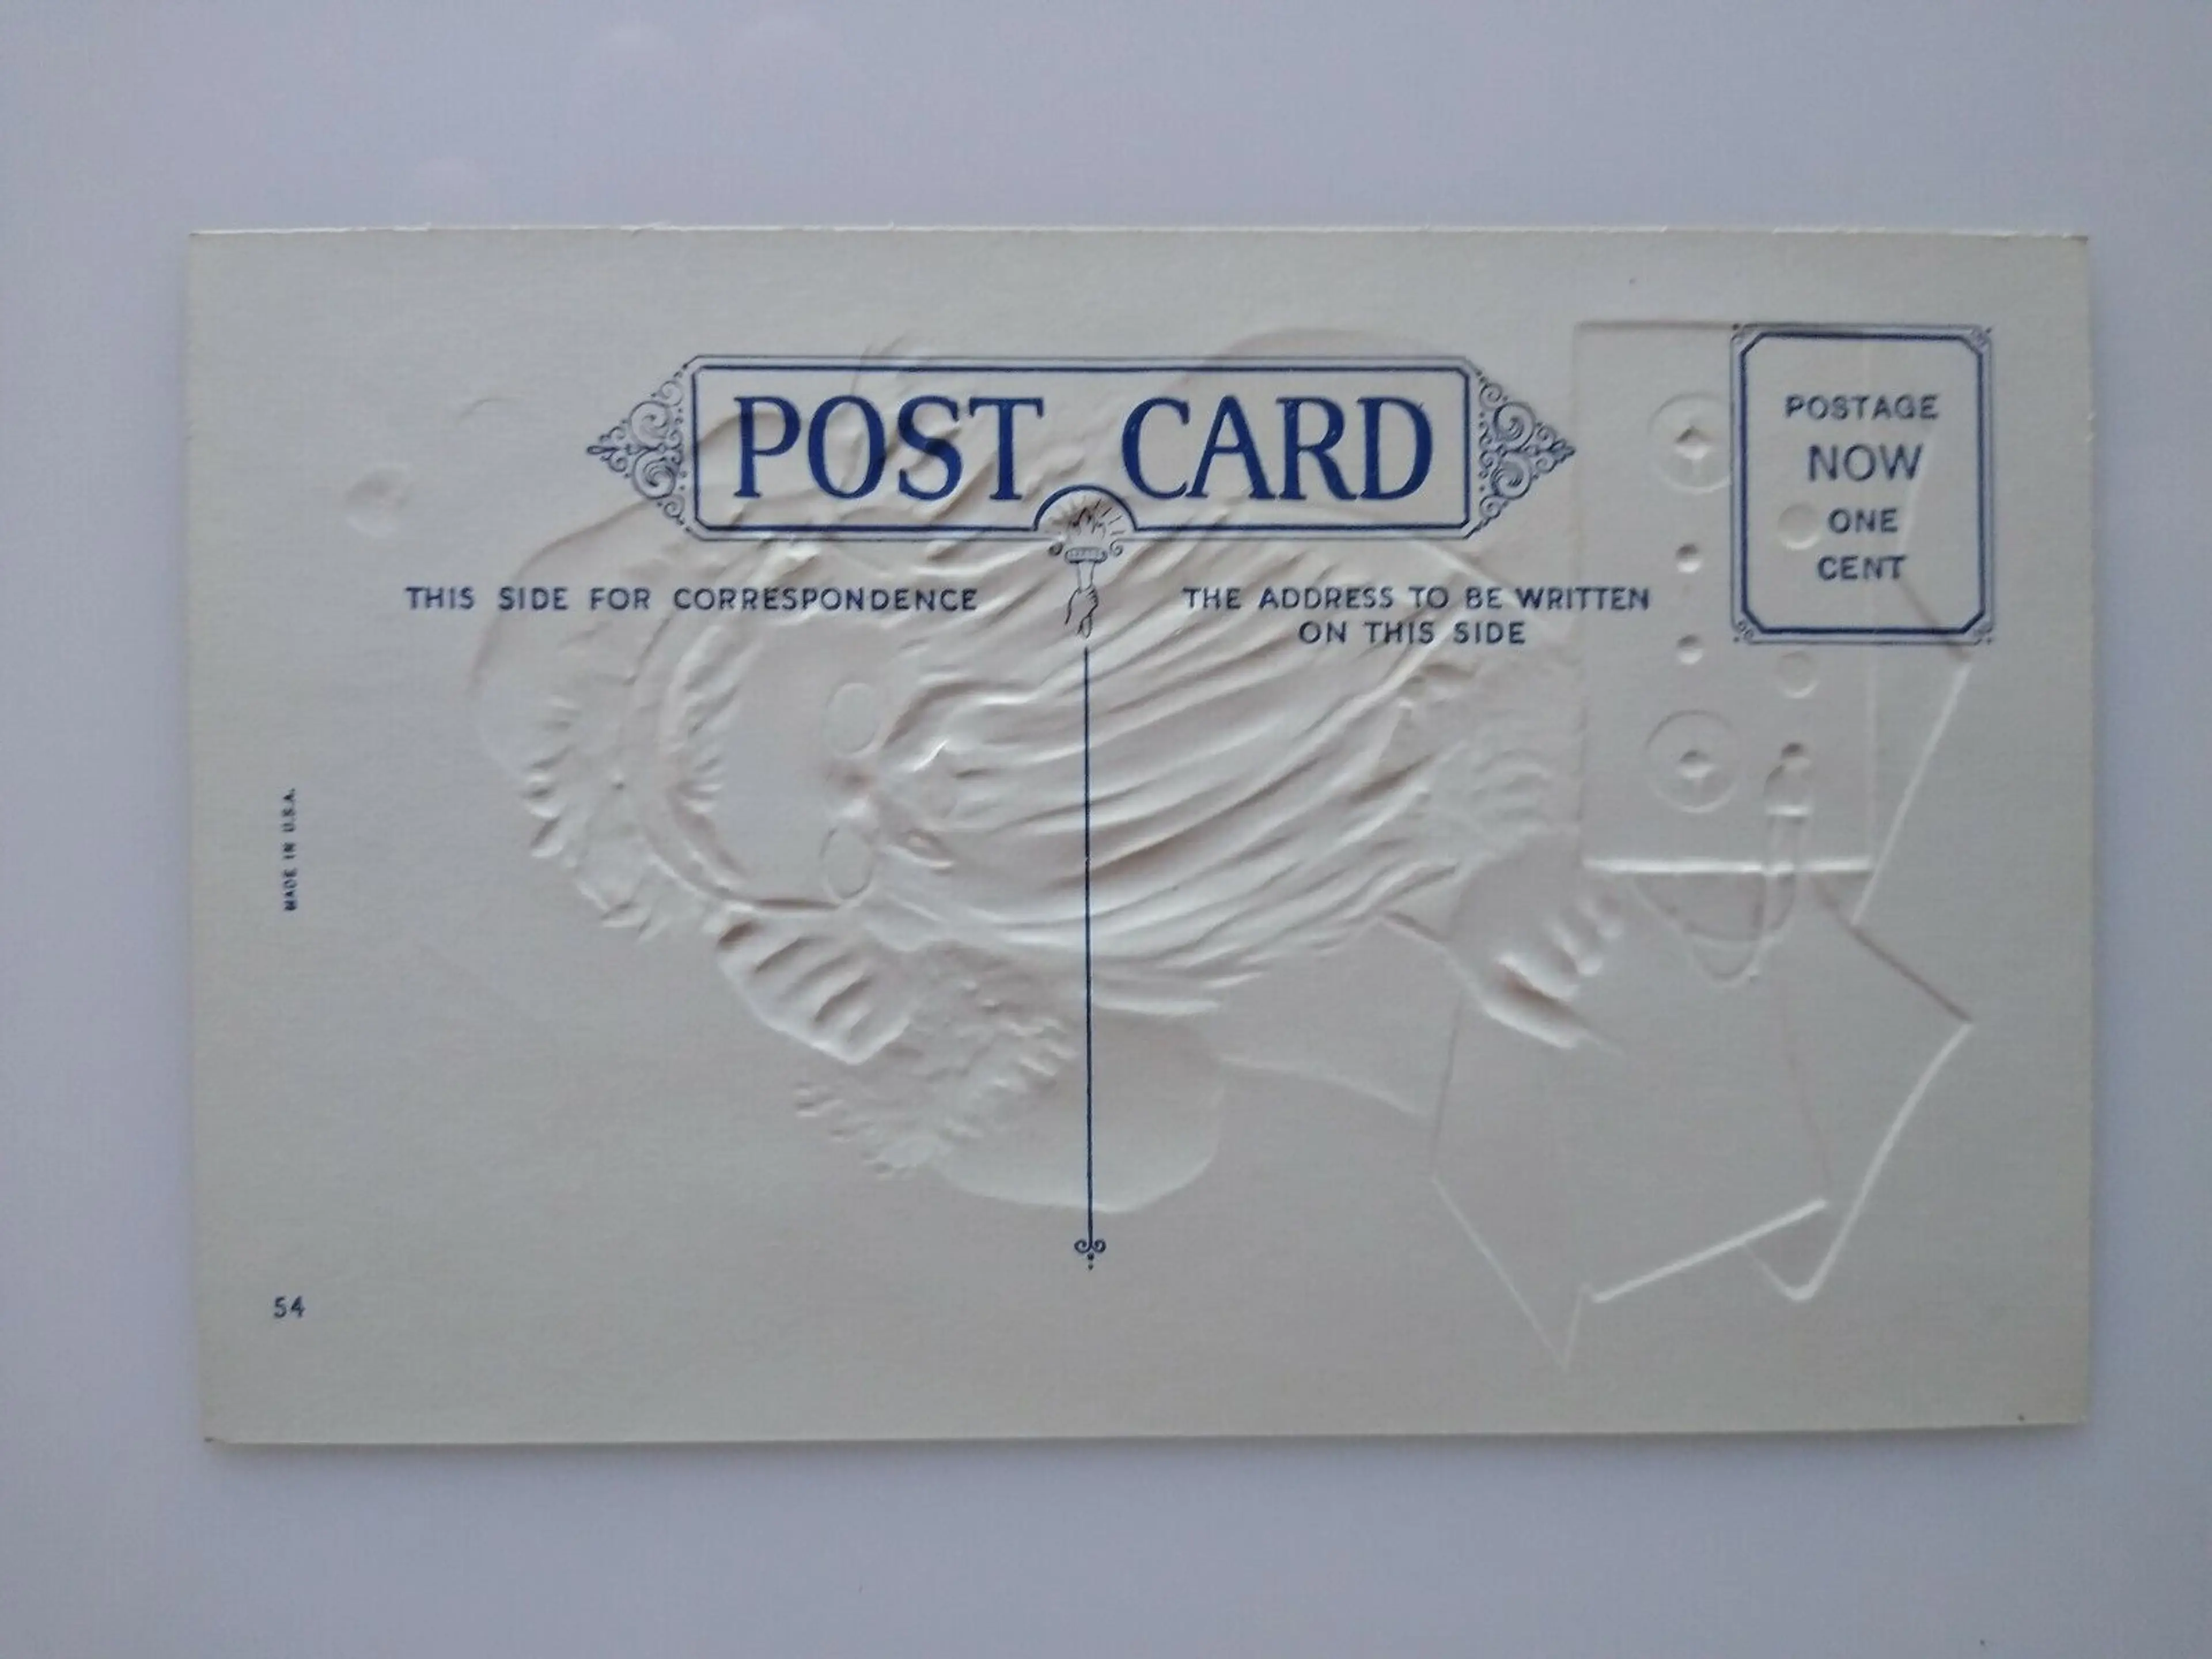 POST CARD
POSTAGE
NOW
ONE
CENT
THIS SIDE FOR CORRESPONDENCE
THE ADDRESS TO BE WRITTEN
ON THIS SIDE
MADE IN U.S.A.
54